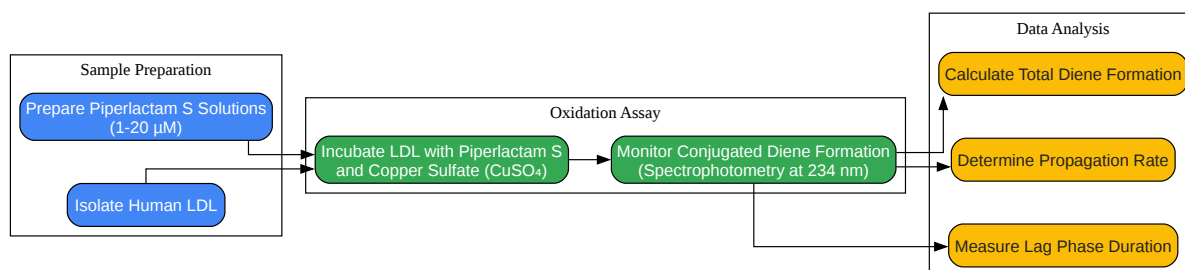 Sample Preparation
Prepare Piperlactam S Solutions
(1-20 µM)
Isolate Human LDL
Oxidation Assay
Incubate LDL with Piperlactam S
and Copper Sulfate (CuSO₄)
Monitor Conjugated Diene Formation
(Spectrophotometry at 234 nm)
Data Analysis
Calculate Total Diene Formation
Determine Propagation Rate
Measure Lag Phase Duration